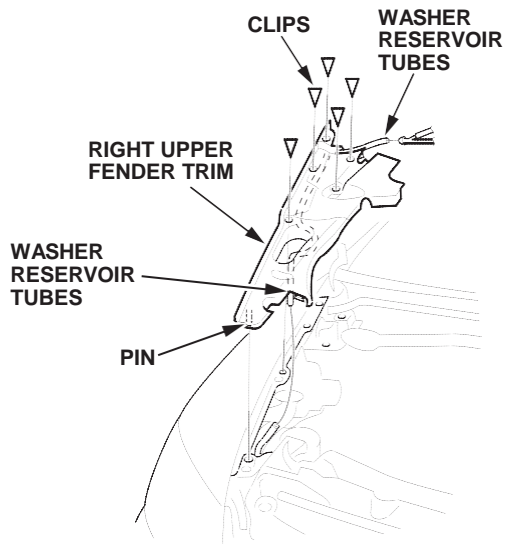 CLIPS
WASHER
RESERVOIR
TUBES
RIGHT UPPER
FENDER TRIM
WASHER
RESERVOIR
TUBES
PIN